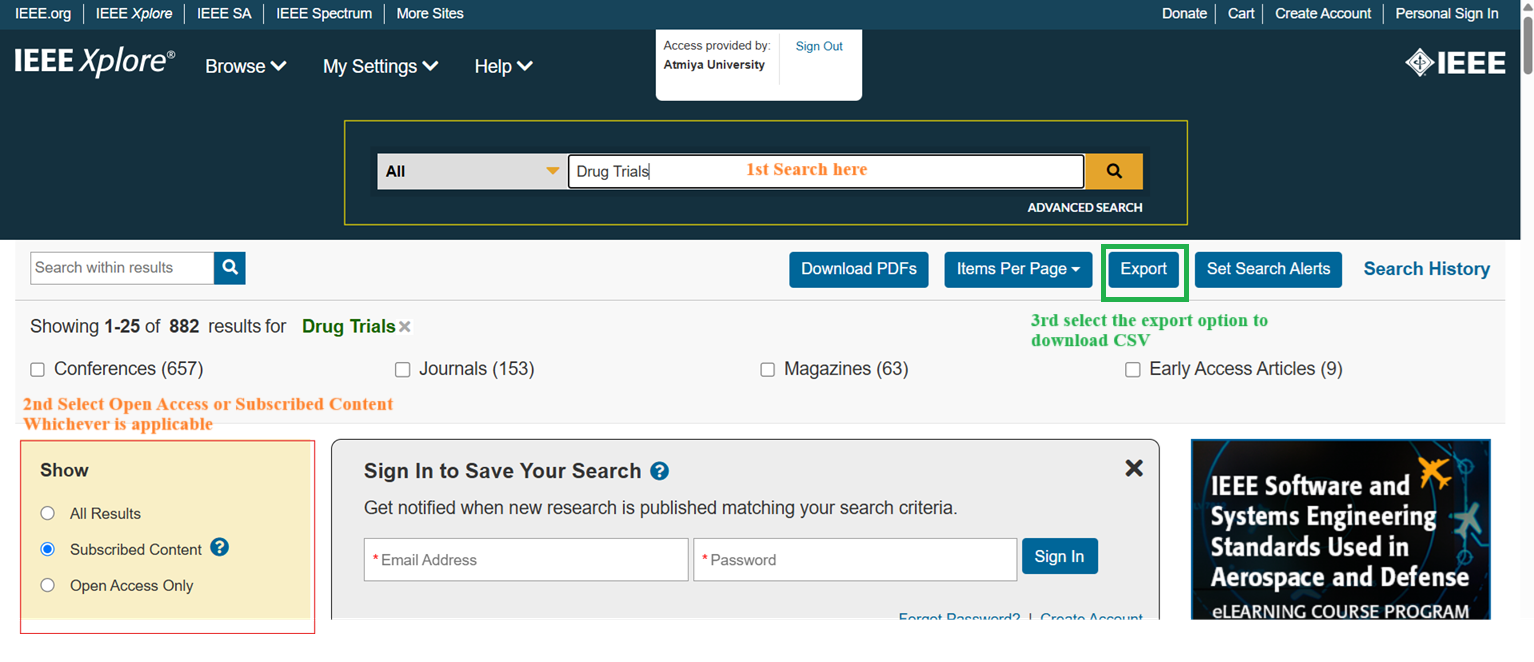 IEEE.org IEEE Xplore IEEE SA IEEE Spectrum More Sites Donate Cart Create Account Personal Sign In
IEEE Xplore® Browse My Settings Help
Access provided by: Sign Out
Atmiya University
IEEE
All Drug Trials 1st Search here
ADVANCED SEARCH
Search within results Download PDFs Items Per Page Export Set Search Alerts Search History
Showing 1-25 of 882 results for Drug Trials
3rd select the export option to
download CSV
Conferences (657) Journals (153) Magazines (63) Early Access Articles (9)
2nd Select Open Access or Subscribed Content
Whichever is applicable
Show
All Results
Subscribed Content ?
Open Access Only
Sign In to Save Your Search ?
Get notified when new research is published matching your search criteria.
* Email Address * Password Sign In
Forgot Password? | Create Account
IEEE Software and
Systems Engineering
Standards Used in
Aerospace and Defense
eLEARNING COURSE PROGRAM